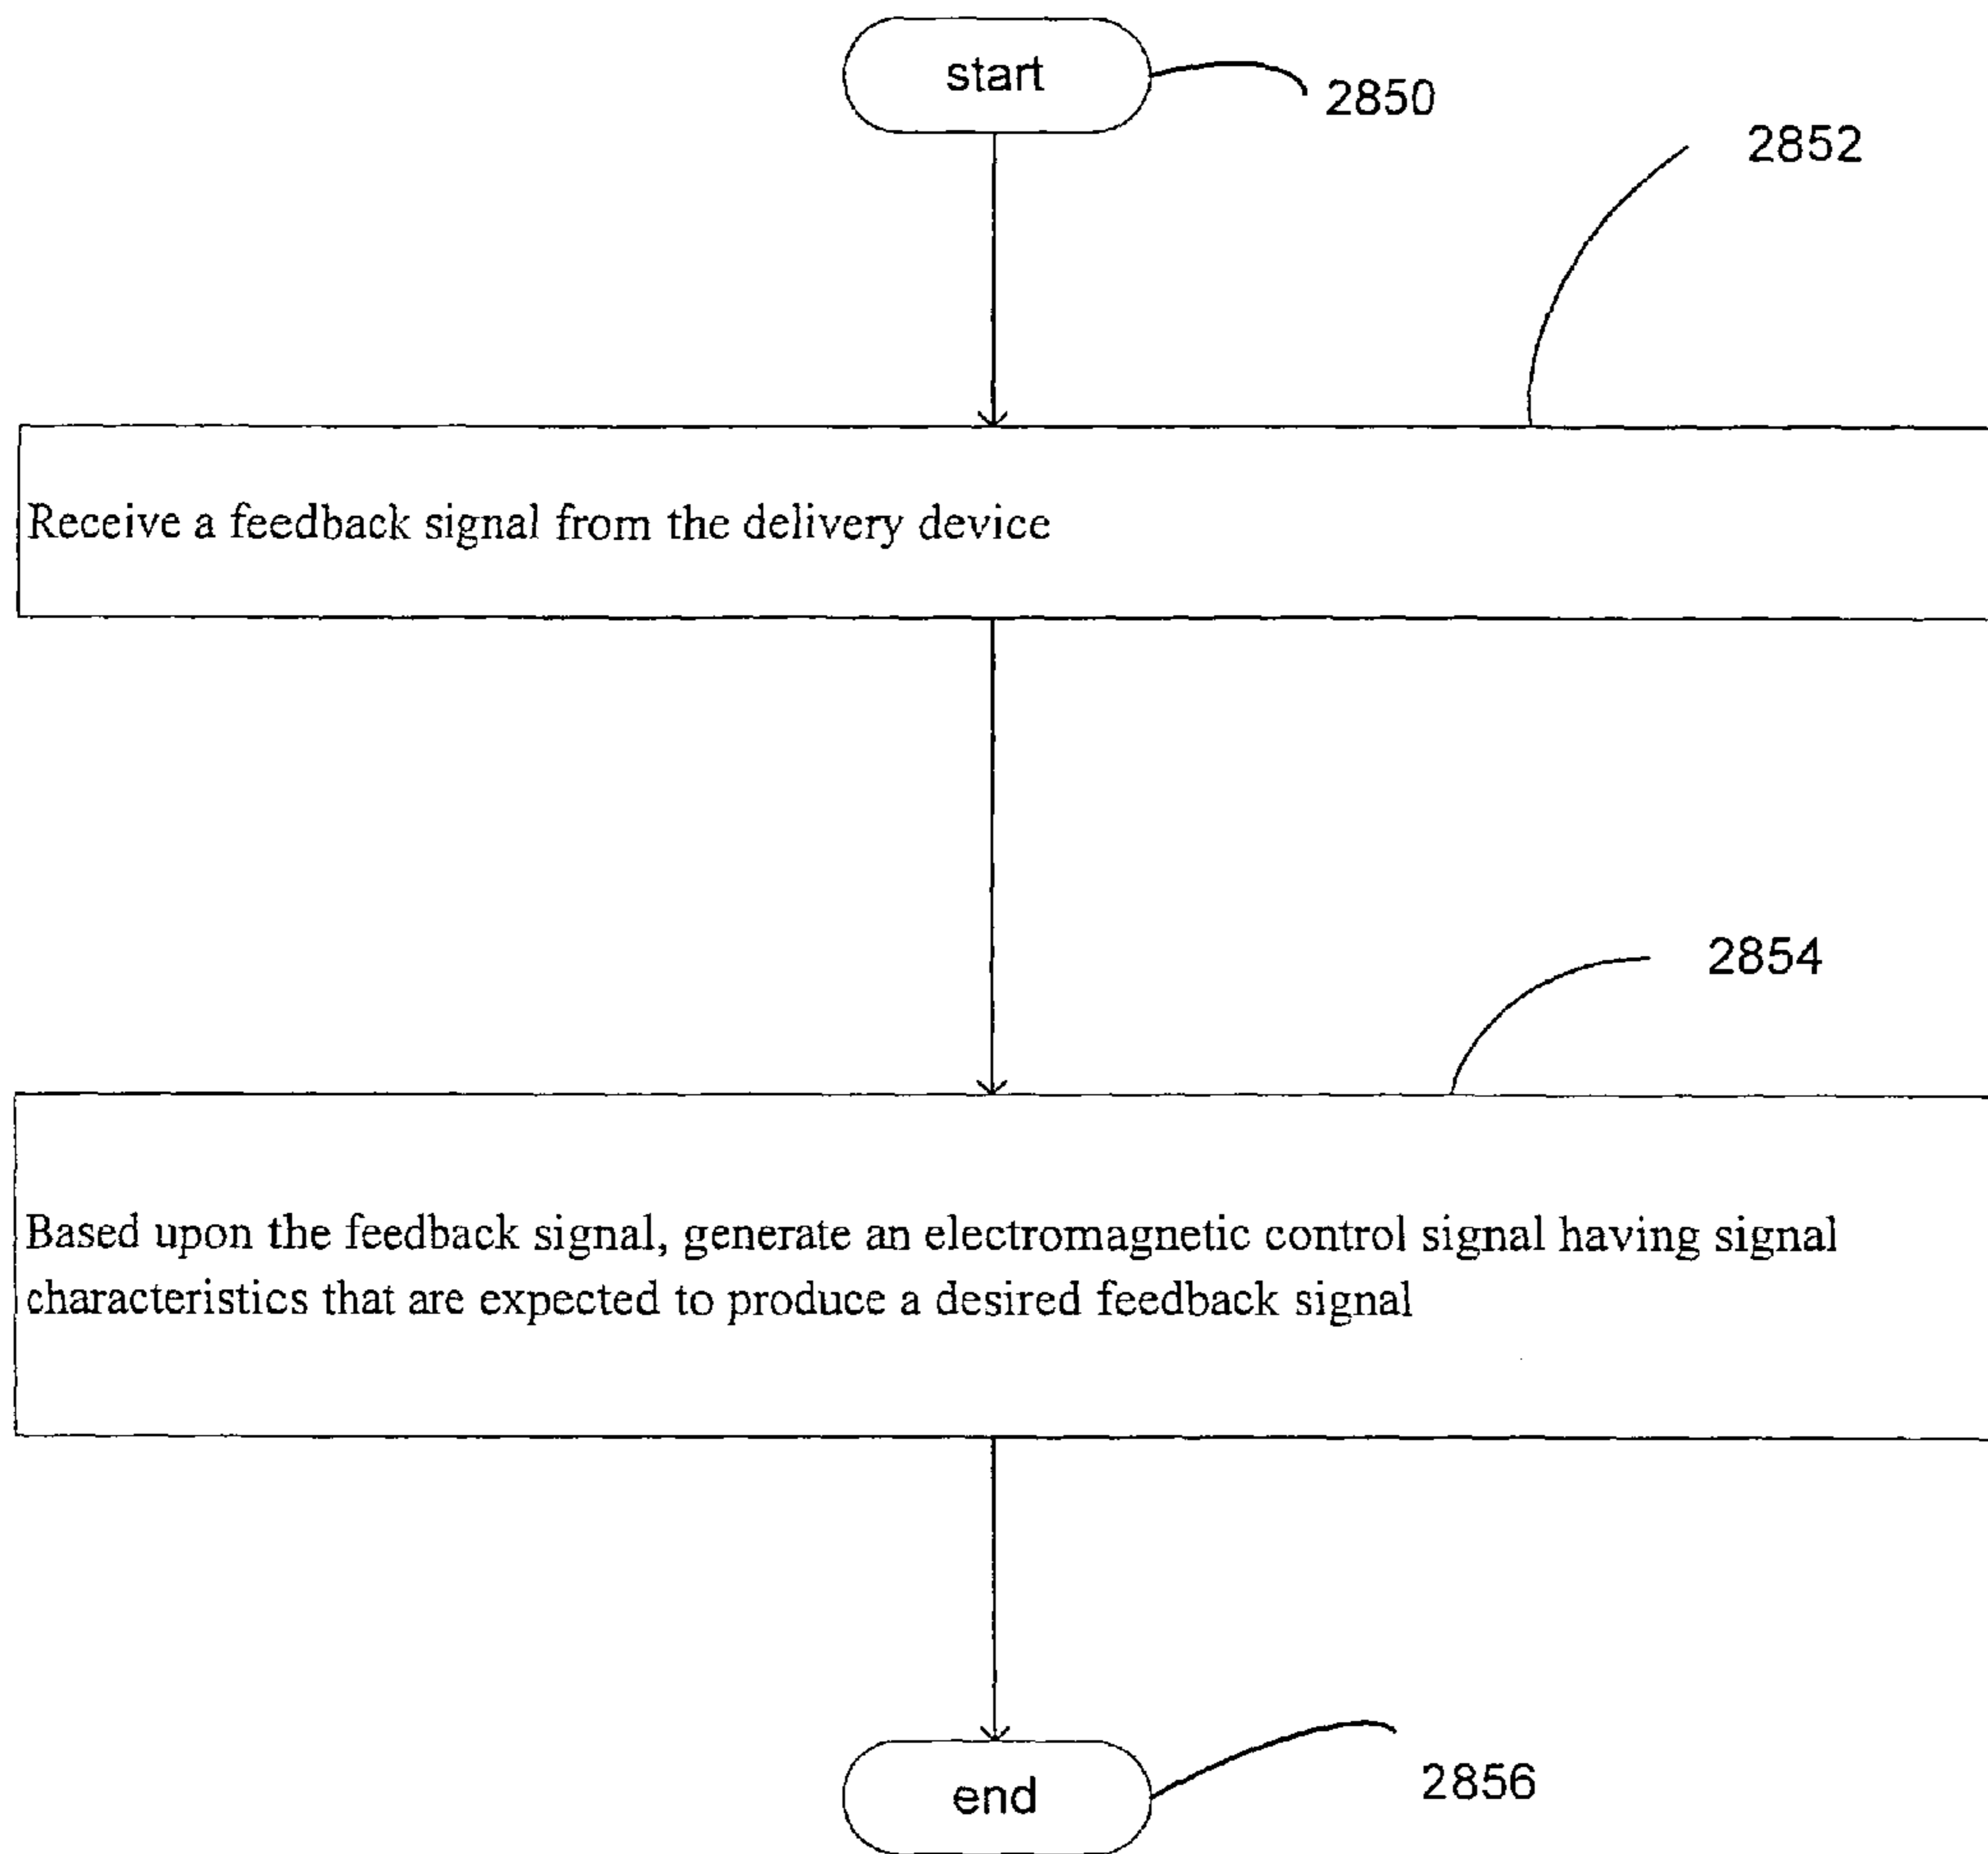 start
2850
2852
Receive a feedback signal from the delivery device
2854
Based upon the feedback signal, generate an electromagnetic control signal having signal
characteristics that are expected to produce a desired feedback signal
end
2856